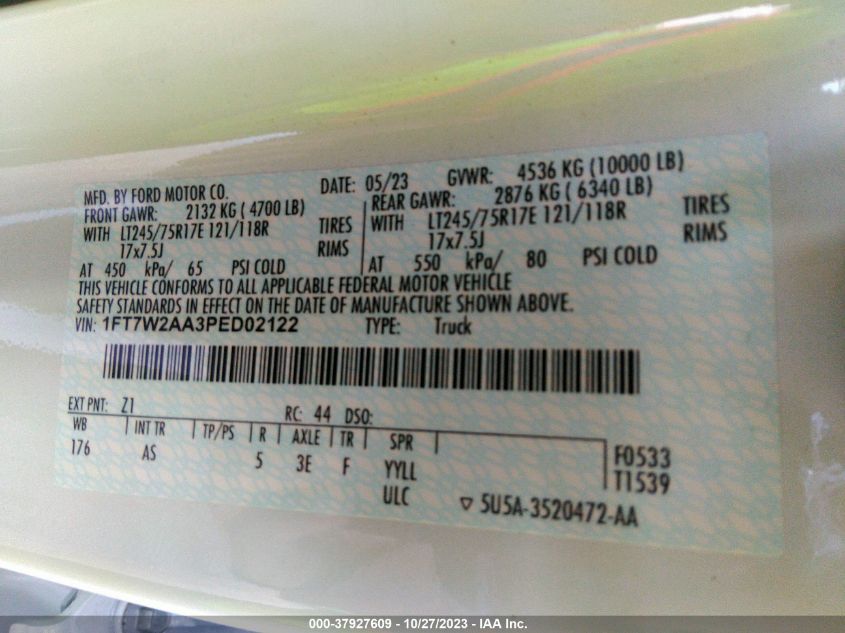 MFD. BY FORD MOTOR CO. DATE: 05/23 GVWR: 4536 KG (10000 LB)
FRONT GAWR: 2132 KG ( 4700 LB) REAR GAWR: 2876 KG ( 6340 LB)
WITH LT245/75R17E 121/118R TIRES WITH LT245/75R17E 121/118R TIRES
17x7.5J RIMS 17x7.5J RIMS
AT 450 kPa/ 65 PSI COLD AT 550 kPa/ 80 PSI COLD
THIS VEHICLE CONFORMS TO ALL APPLICABLE FEDERAL MOTOR VEHICLE
SAFETY STANDARDS IN EFFECT ON THE DATE OF MANUFACTURE SHOWN ABOVE.
VIN: 1FT7W2AA3PED02122 TYPE: Truck
EXT PNT: Z1 RC: 44 DSO:
WB INT TR TP/PS R AXLE TR SPR
176 AS 5 3E F YYLL F0533
ULC T1539
▽ 5U5A-3520472-AA
000-37927609 - 10/27/2023 - IAA Inc.